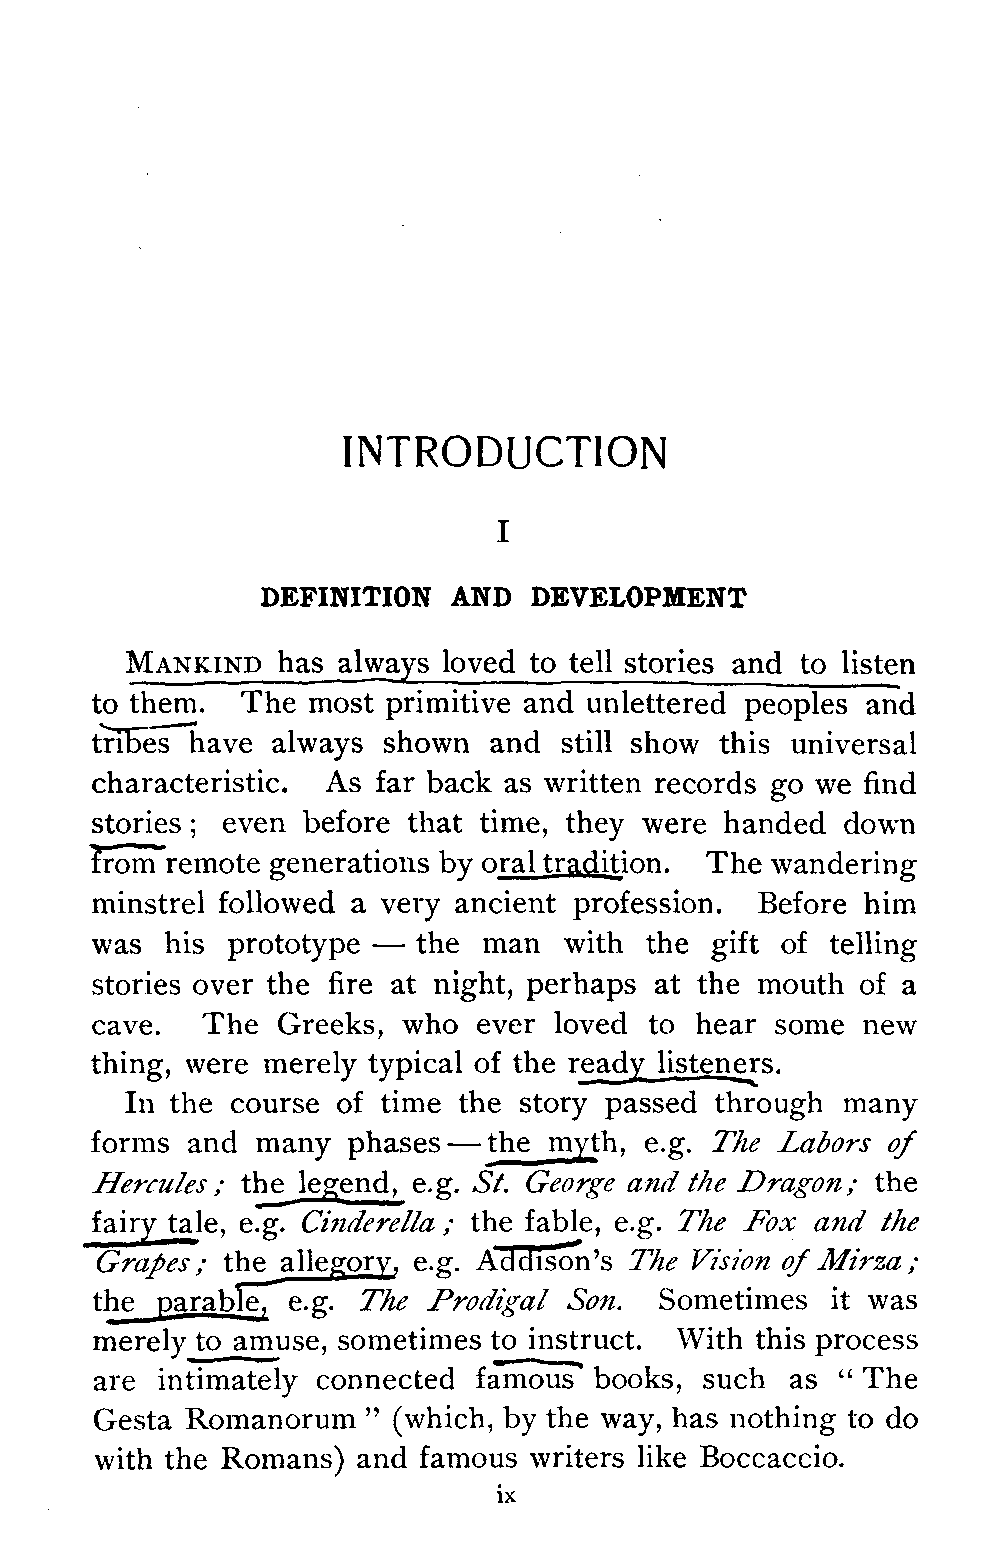 INTRODUCTION
I
DEFINITION AND DEVELOPMENT
MANKIND has always loved to tell stories and to listen
to them. The most primitive and unlettered peoples and
tribes have always shown and still show this universal
characteristic. As far back as written records go we find
stories; even before that time, they were handed down
from remote generations by oral tradition. The wandering
minstrel followed a very ancient profession. Before him
was his prototype — the man with the gift of telling
stories over the fire at night, perhaps at the mouth of a
cave. The Greeks, who ever loved to hear some new
thing, were merely typical of the ready listeners.
In the course of time the story passed through many
forms and many phases — the myth, e.g. The Labors of
Hercules; the legend, e.g. St. George and the Dragon; the
fairy tale, e.g. Cinderella; the fable, e.g. The Fox and the
Grapes; the allegory, e.g. Addison's The Vision of Mirza;
the parable, e.g. The Prodigal Son. Sometimes it was
merely to amuse, sometimes to instruct. With this process
are intimately connected famous books, such as “The
Gesta Romanorum” (which, by the way, has nothing to do
with the Romans) and famous writers like Boccaccio.
ix